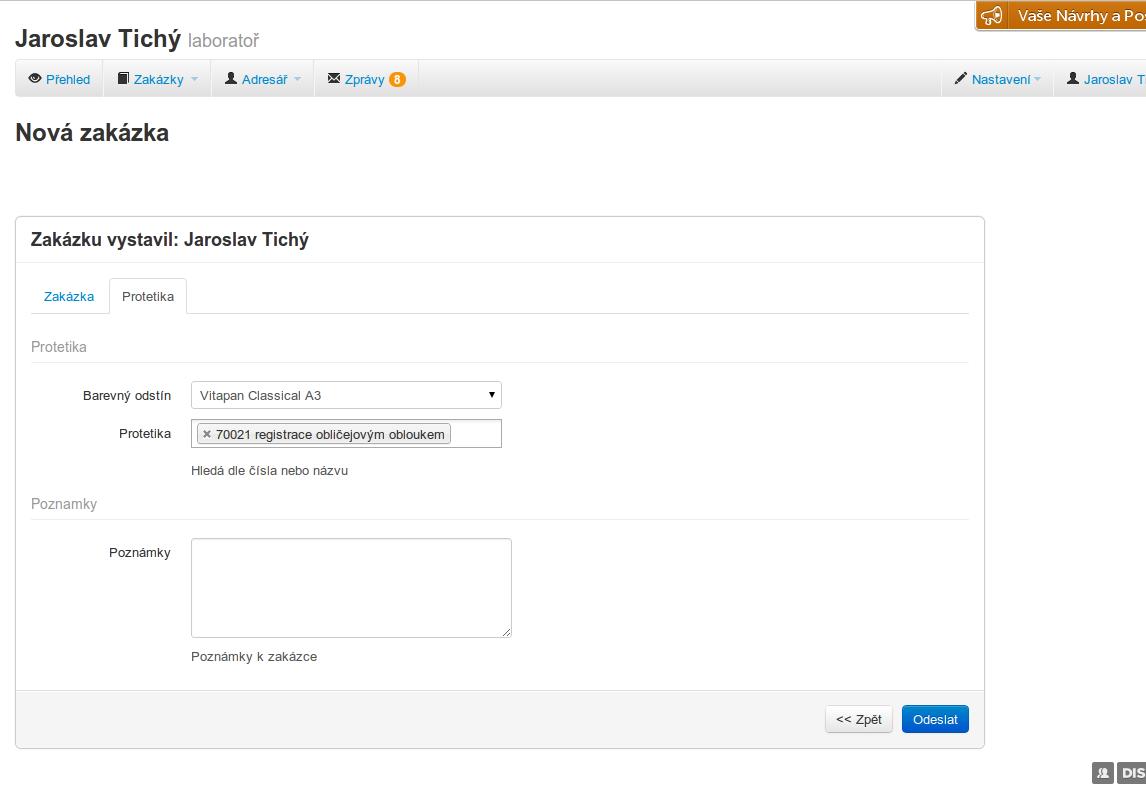 Vaše Návrhy a Pos
Jaroslav Tichý laboratoř
Přehled Zakázky Adresář Zprávy 8 Nastavení Jaroslav T
Nová zakázka
Zakázku vystavil: Jaroslav Tichý
Zakázka Protetika
Protetika
Barevný odstín Vitapan Classical A3
Protetika × 70021 registrace obličejovým obloukem
Hledá dle čísla nebo názvu
Poznamky
Poznámky
Poznámky k zakázce
<< Zpět Odeslat
DIS